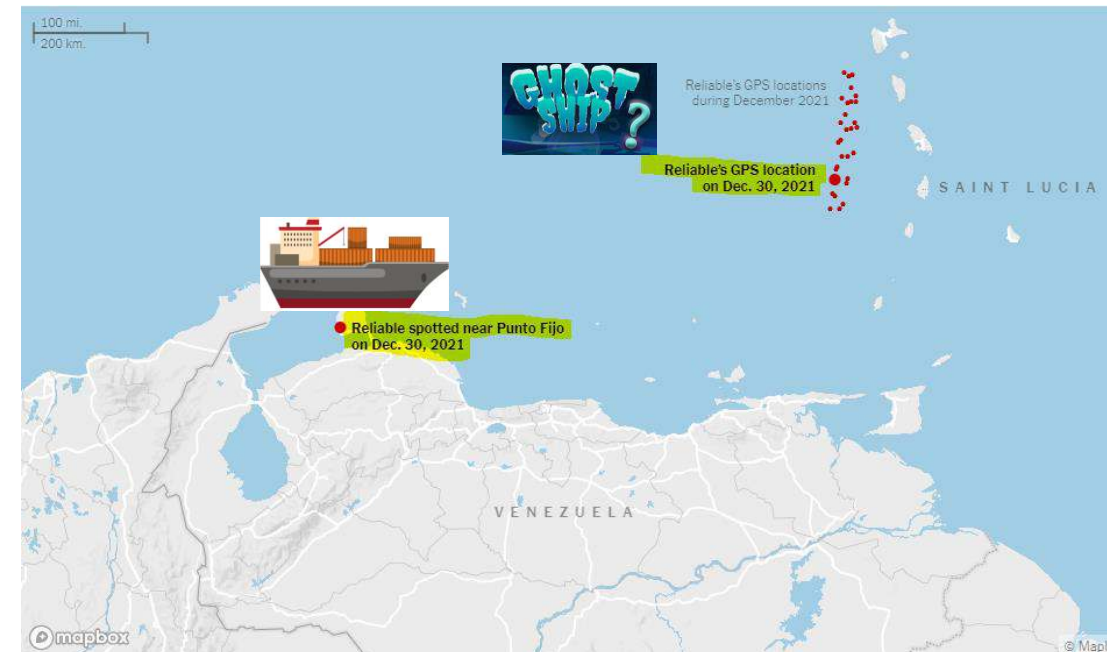 100 mi.
200 km.
GHOST
SHIP
?
Reliable's GPS locations
during December 2021
Reliable's GPS location
on Dec. 30, 2021
SAINT LUCIA
Reliable spotted near Punto Fijo
on Dec. 30, 2021
VENEZUELA
mapbox
© Map